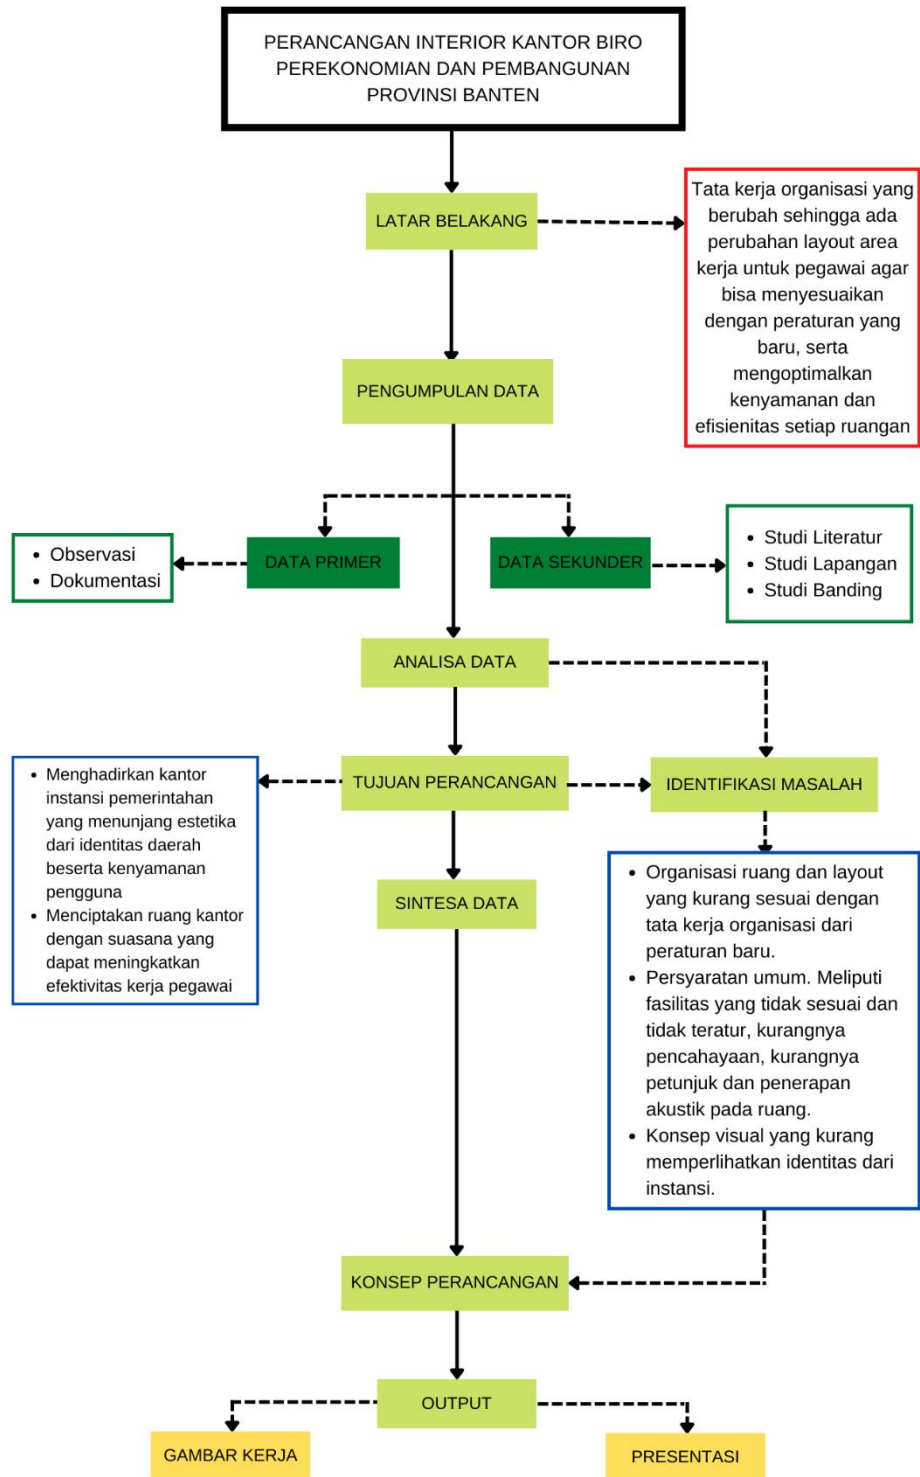 PERANCANGAN INTERIOR KANTOR BIRO
PEREKONOMIAN DAN PEMBANGUNAN
PROVINSI BANTEN
LATAR BELAKANG
Tata kerja organisasi yang
berubah sehingga ada
perubahan layout area
kerja untuk pegawai agar
bisa menyesuaikan
dengan peraturan yang
baru, serta
mengoptimalkan
kenyamanan dan
efisienitas setiap ruangan
PENGUMPULAN DATA
• Observasi
• Dokumentasi
DATA PRIMER
DATA SEKUNDER
• Studi Literatur
• Studi Lapangan
• Studi Banding
ANALISA DATA
• Menghadirkan kantor
instansi pemerintahan
yang menunjang estetika
dari identitas daerah
beserta kenyamanan
pengguna
• Menciptakan ruang kantor
dengan suasana yang
dapat meningkatkan
efektivitas kerja pegawai
TUJUAN PERANCANGAN
IDENTIFIKASI MASALAH
SINTESA DATA
• Organisasi ruang dan layout
yang kurang sesuai dengan
tata kerja organisasi dari
peraturan baru.
• Persyaratan umum. Meliputi
fasilitas yang tidak sesuai dan
tidak teratur, kurangnya
pencahayaan, kurangnya
petunjuk dan penerapan
akustik pada ruang.
• Konsep visual yang kurang
memperlihatkan identitas dari
instansi.
KONSEP PERANCANGAN
OUTPUT
GAMBAR KERJA
PRESENTASI